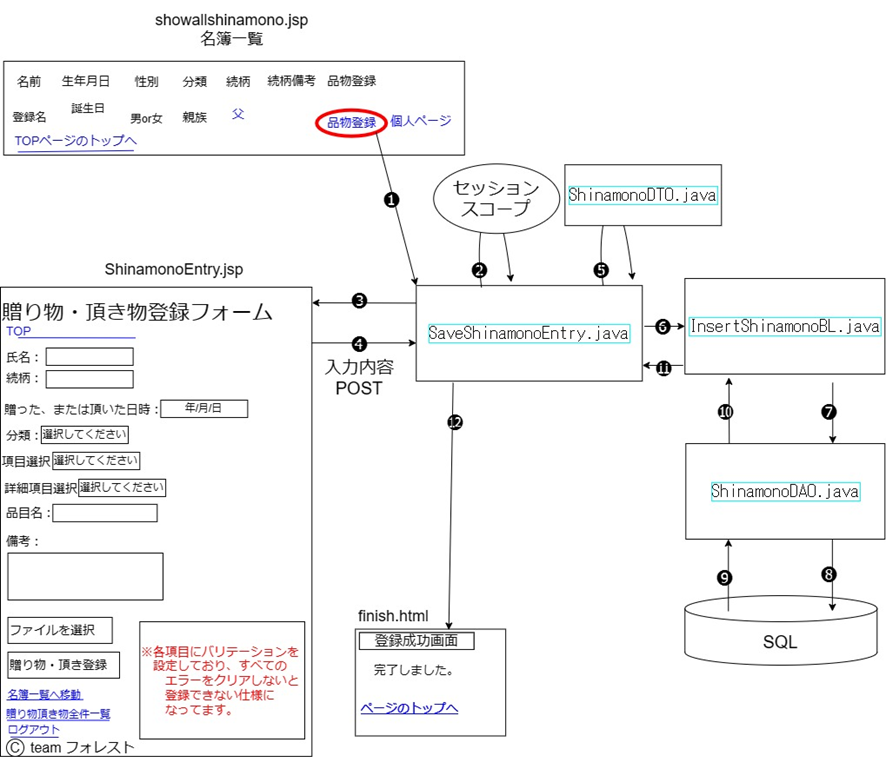 showallshinamono.jsp
名簿一覧
名前 生年月日 性別 分類 続柄 続柄備考 品物登録
登録名 誕生日 男or女 親族 父 品物登録 個人ページ
TOPページのトップへ
❶
セッション
スコープ
ShinamonoDTO.java
❷
❺
ShinamonoEntry.jsp
贈り物・頂き物登録フォーム
TOP
氏名：
続柄：
贈った、または頂いた日時： 年/月/日
分類：選択してください
項目選択 選択してください
詳細項目選択 選択してください
品目名：
備考：
ファイルを選択
贈り物・頂き登録
名簿一覧へ移動
贈り物頂き物全件一覧
ログアウト
Ⓒ team フォレスト
※各項目にバリテーションを
設定しており、すべての
エラーをクリアしないと
登録できない仕様に
なってます。
❸
❹
入力内容
POST
SaveShinamonoEntry.java
❻
⓫
InsertShinamonoBL.java
❿
❼
ShinamonoDAO.java
❾
❽
SQL
⓬
finish.html
登録成功画面
完了しました。
ページのトップへ